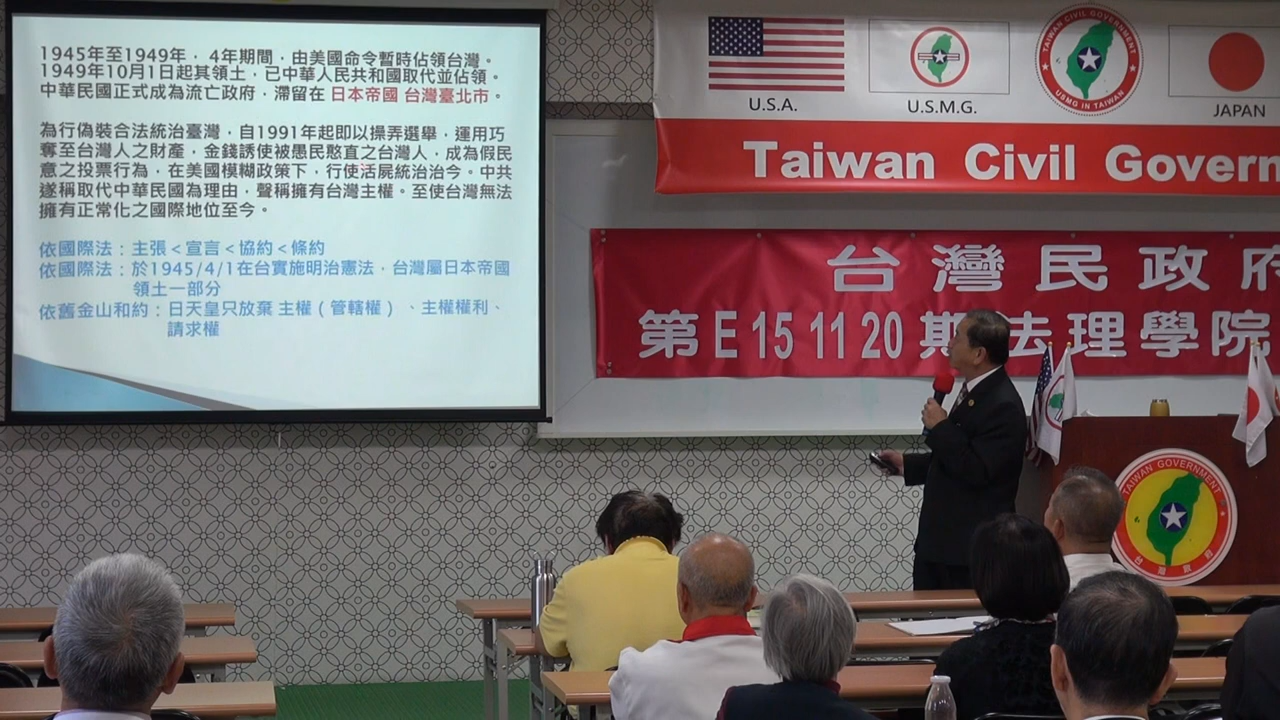 1945年至1949年， 4年期間，由美國命令暫時佔領台灣。
1949年10月1日起其領土，已中華人民共和國取代並佔領。
中華民國正式成為流亡政府，滯留在 日本帝國 台灣臺北市。
為行偽裝合法統治臺灣，自1991年起即以操弄選舉，運用巧
奪至台灣人之財產，金錢誘使被愚民憨直之台灣人，成為假民
意之投票行為，在美國模糊政策下，行使活屍統治治今。中共
遂稱取代中華民國為理由，聲稱擁有台灣主權。至使台灣無法
擁有正常化之國際地位至今。
依國際法：主張＜宣言＜協約＜條約
依國際法：於1945/4/1在台實施明治憲法，台灣屬日本帝國
領土一部分
依舊金山和約：日天皇只放棄 主權（管轄權）、主權權利、
請求權
U.S.A.
U.S.M.G.
TAIWAN CIVIL GOVERNMENT
USMG IN TAIWAN
JAPAN
Taiwan Civil Govern
台灣民政府
第E 15 11 20 期法理學院
TAIWAN GOVERNMENT
台灣政府